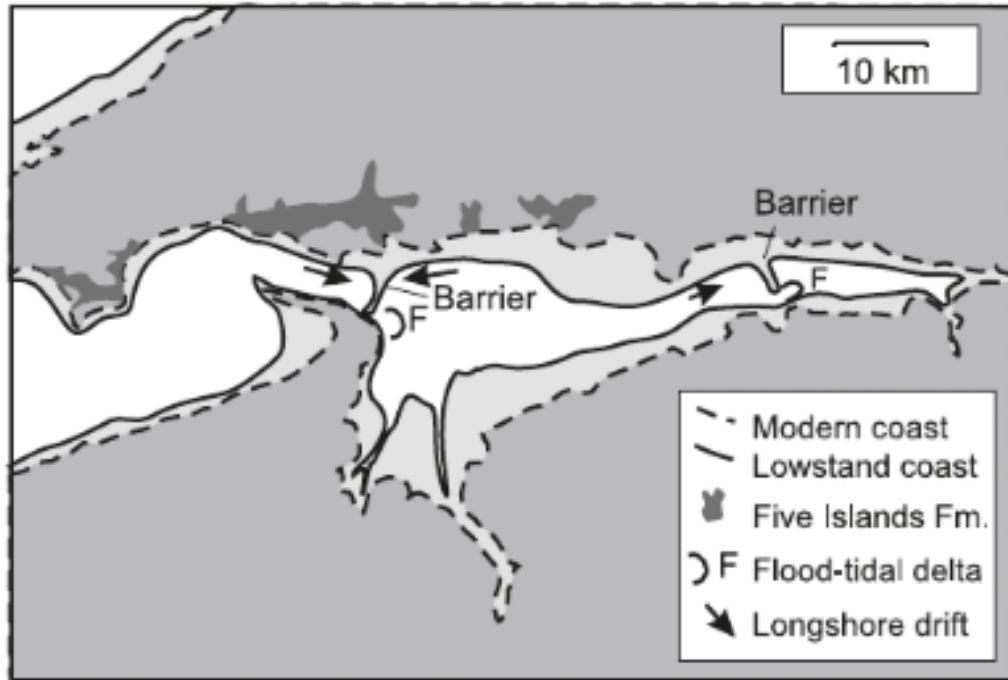 10 km
Barrier
F
Barrier
F
Modern coast
Lowstand coast
Five Islands Fm.
F Flood-tidal delta
Longshore drift